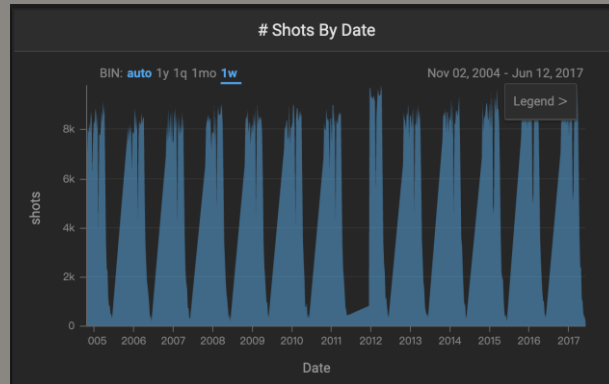 # Shots By Date
BIN: auto 1y 1q 1mo 1w
Nov 02, 2004 - Jun 12, 2017
Legend >
8k
6k
4k
2k
0
shots
005 2006 2007 2008 2009 2010 2011 2012 2013 2014 2015 2016 2017
Date